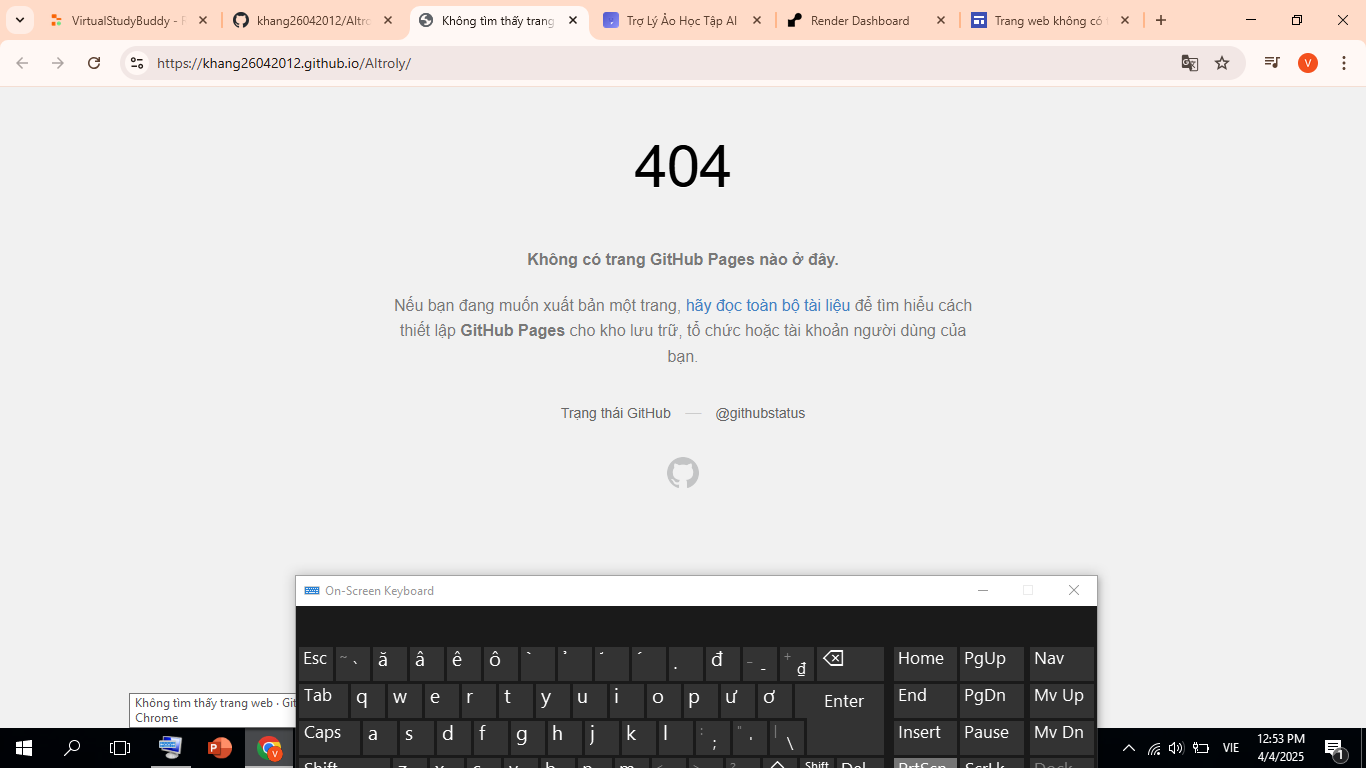 VirtualStudyBuddy - R
khang26042012/AItro
Không tìm thấy trang
Trợ Lý Ảo Học Tập AI
Render Dashboard
Trang web không có
https://khang26042012.github.io/AItroly/
V
404
Không có trang GitHub Pages nào ở đây.
Nếu bạn đang muốn xuất bản một trang, hãy đọc toàn bộ tài liệu để tìm hiểu cách
thiết lập GitHub Pages cho kho lưu trữ, tổ chức hoặc tài khoản người dùng của
bạn.
Trạng thái GitHub — @githubstatus
On-Screen Keyboard
Esc ~ ` ă â ê ô ̀ ̉ ̃ ́ . đ _ - + ₫ Home PgUp Nav
Tab q w e r t y u i o p ư ơ Enter End PgDn Mv Up
Caps a s d f g h j k l : ; " ' | \ Insert Pause Mv Dn
Shift z x c v b n m < > ? Shift Del PrtScn ScrLk Dock
Không tìm thấy trang web · Git
Chrome
V
VIE
12:53 PM
4/4/2025
1